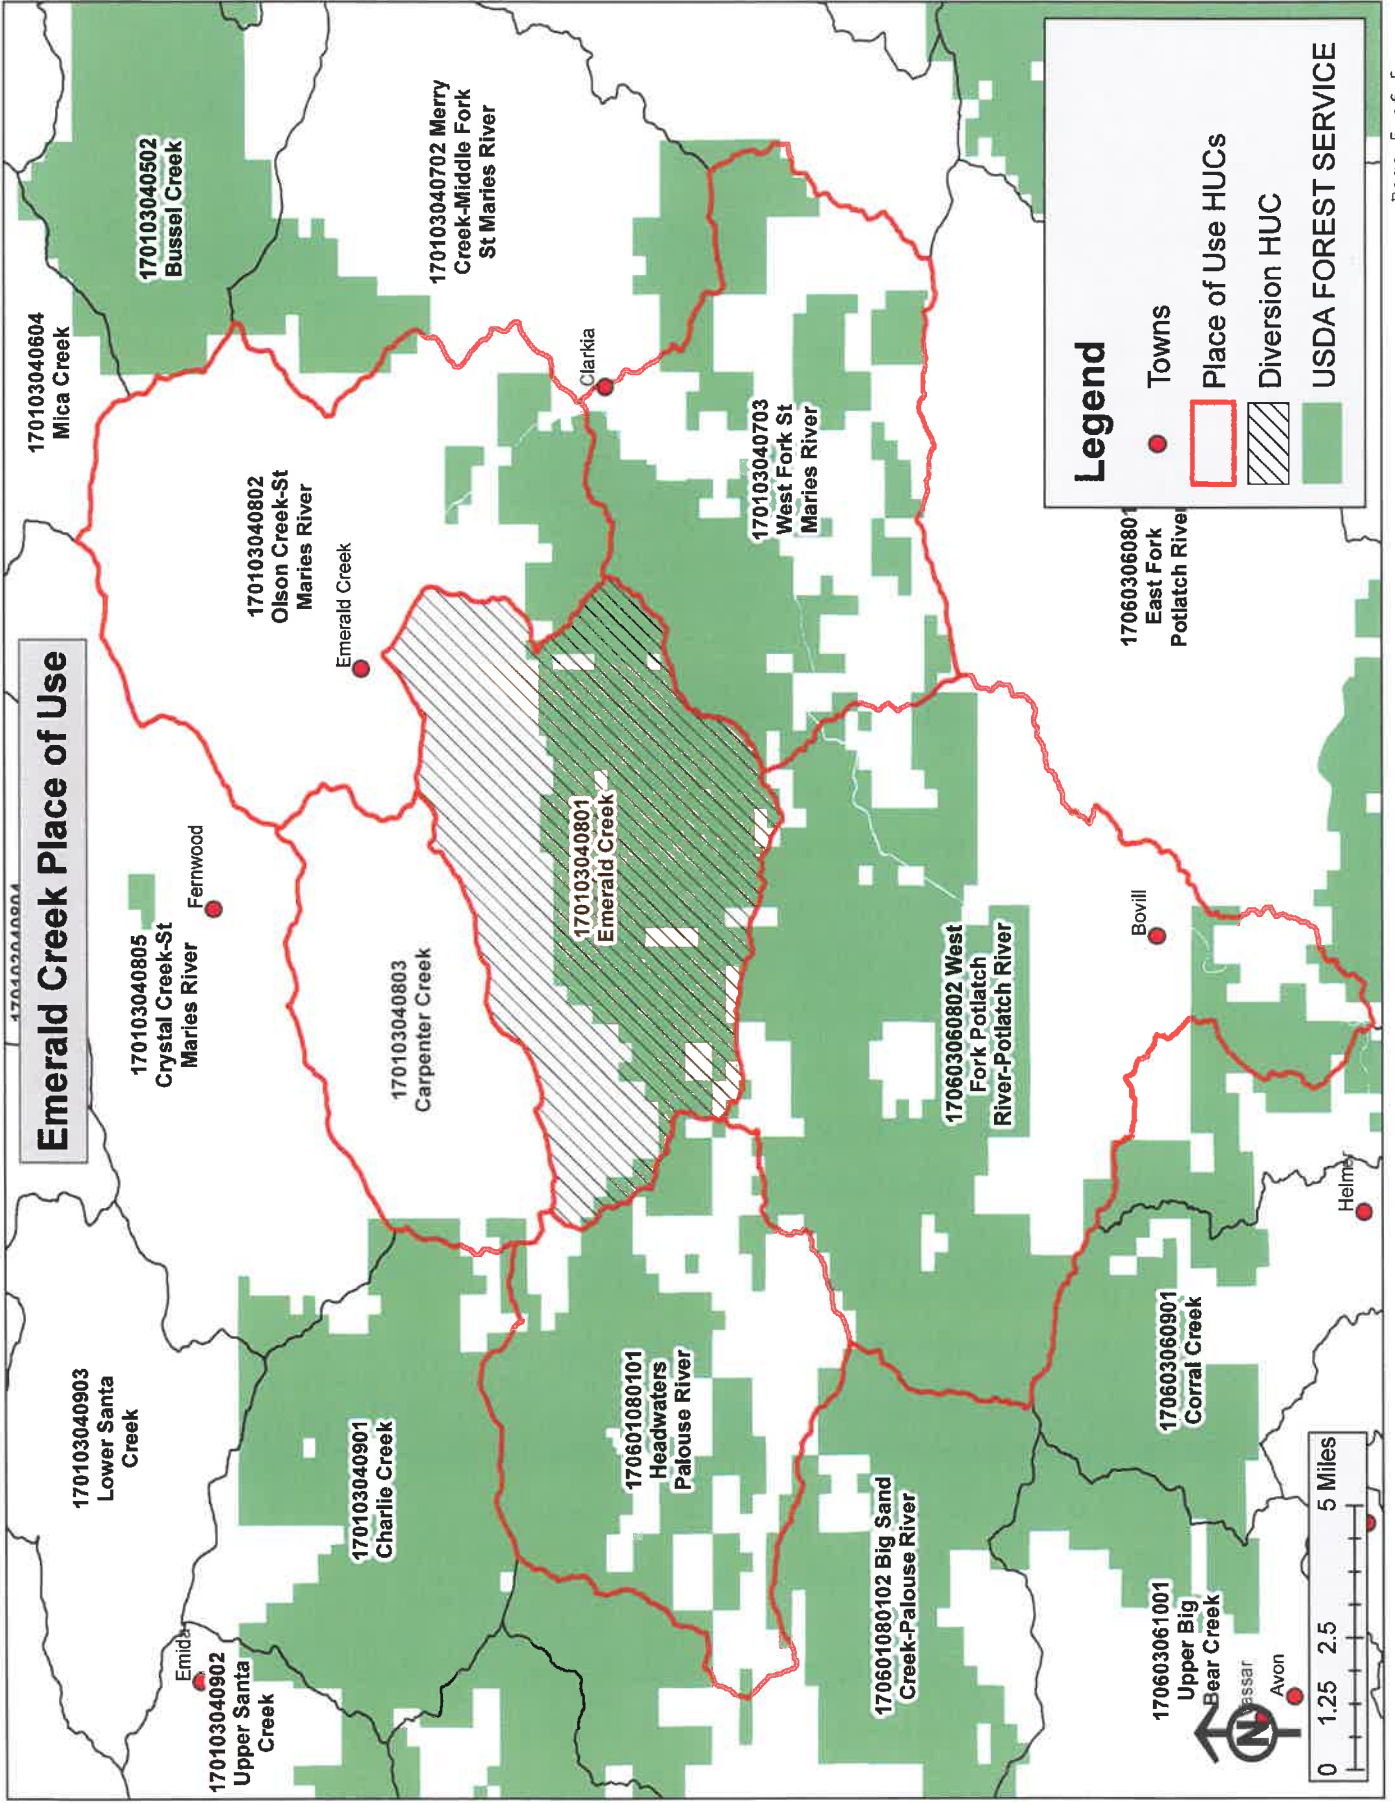 Emerald Creek Place of Use
170103040604
Mica Creek
170103040502
Bussel Creek
170103040702 Merry
Creek-Middle Fork
St Maries River
170103040802
Olson Creek-St
Maries River
Emerald Creek
Clarkia
170103040703
West Fork St
Maries River
170103040805
Crystal Creek-St
Maries River
Fernwood
170103040803
Carpenter Creek
170103040801
Emerald Creek
170603060802 West
Fork Potlatch
River-Potlatch River
Bovill
170603060801
East Fork
Potlatch River
170103040903
Lower Santa
Creek
170103040901
Charlie Creek
Emida
170103040902
Upper Santa
Creek
170601080101
Headwaters
Palouse River
170601080102 Big Sand
Creek-Palouse River
170603060901
Corral Creek
Helmer
170603061001
Upper Big
Bear Creek
assar
Avon
N
0 1.25 2.5 5 Miles
Legend
Towns
Place of Use HUCs
Diversion HUC
USDA FOREST SERVICE